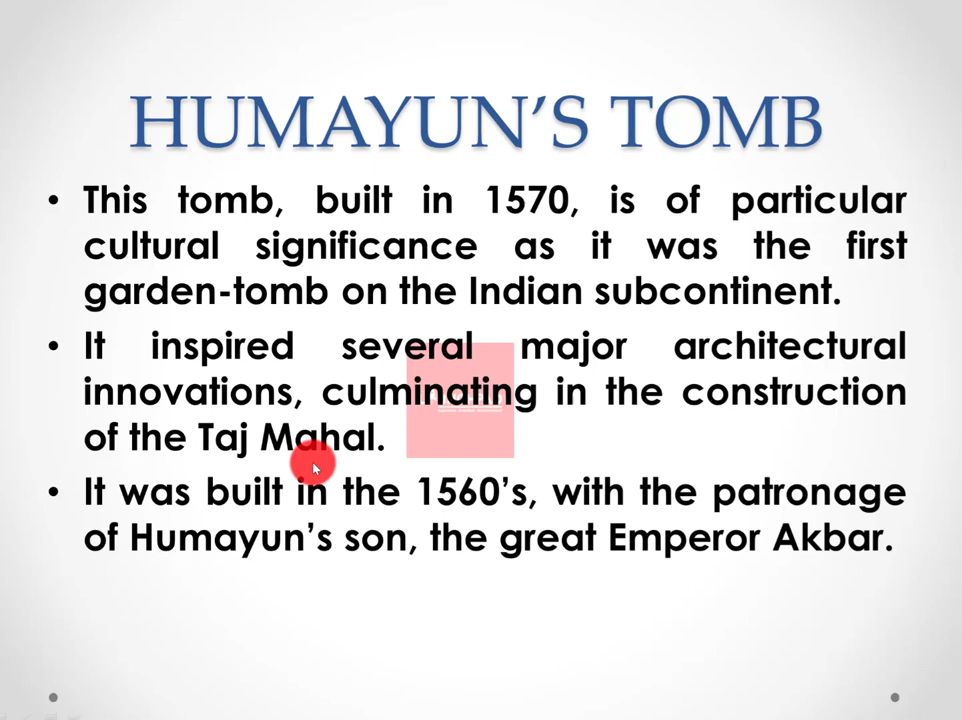 HUMAYUN’S TOMB
• This tomb, built in 1570, is of particular
cultural significance as it was the first
garden-tomb on the Indian subcontinent.
• It inspired several major architectural
innovations, culminating in the construction
of the Taj Mahal.
• It was built in the 1560’s, with the patronage
of Humayun’s son, the great Emperor Akbar.